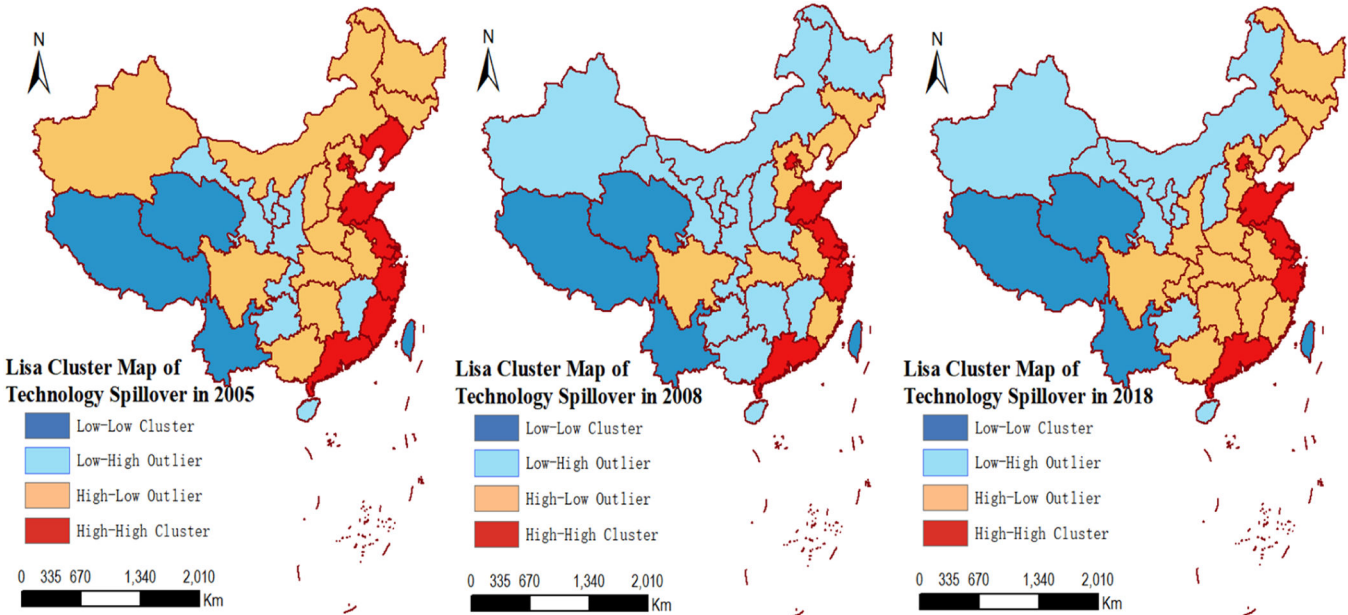 N
Lisa Cluster Map of
Technology Spillover in 2005
Low-Low Cluster
Low-High Outlier
High-Low Outlier
High-High Cluster
0 335 670 1,340 2,010
Km
N
Lisa Cluster Map of
Technology Spillover in 2008
Low-Low Cluster
Low-High Outlier
High-Low Outlier
High-High Cluster
0 335 670 1,340 2,010
Km
N
Lisa Cluster Map of
Technology Spillover in 2018
Low-Low Cluster
Low-High Outlier
High-Low Outlier
High-High Cluster
0 335 670 1,340 2,010
Km